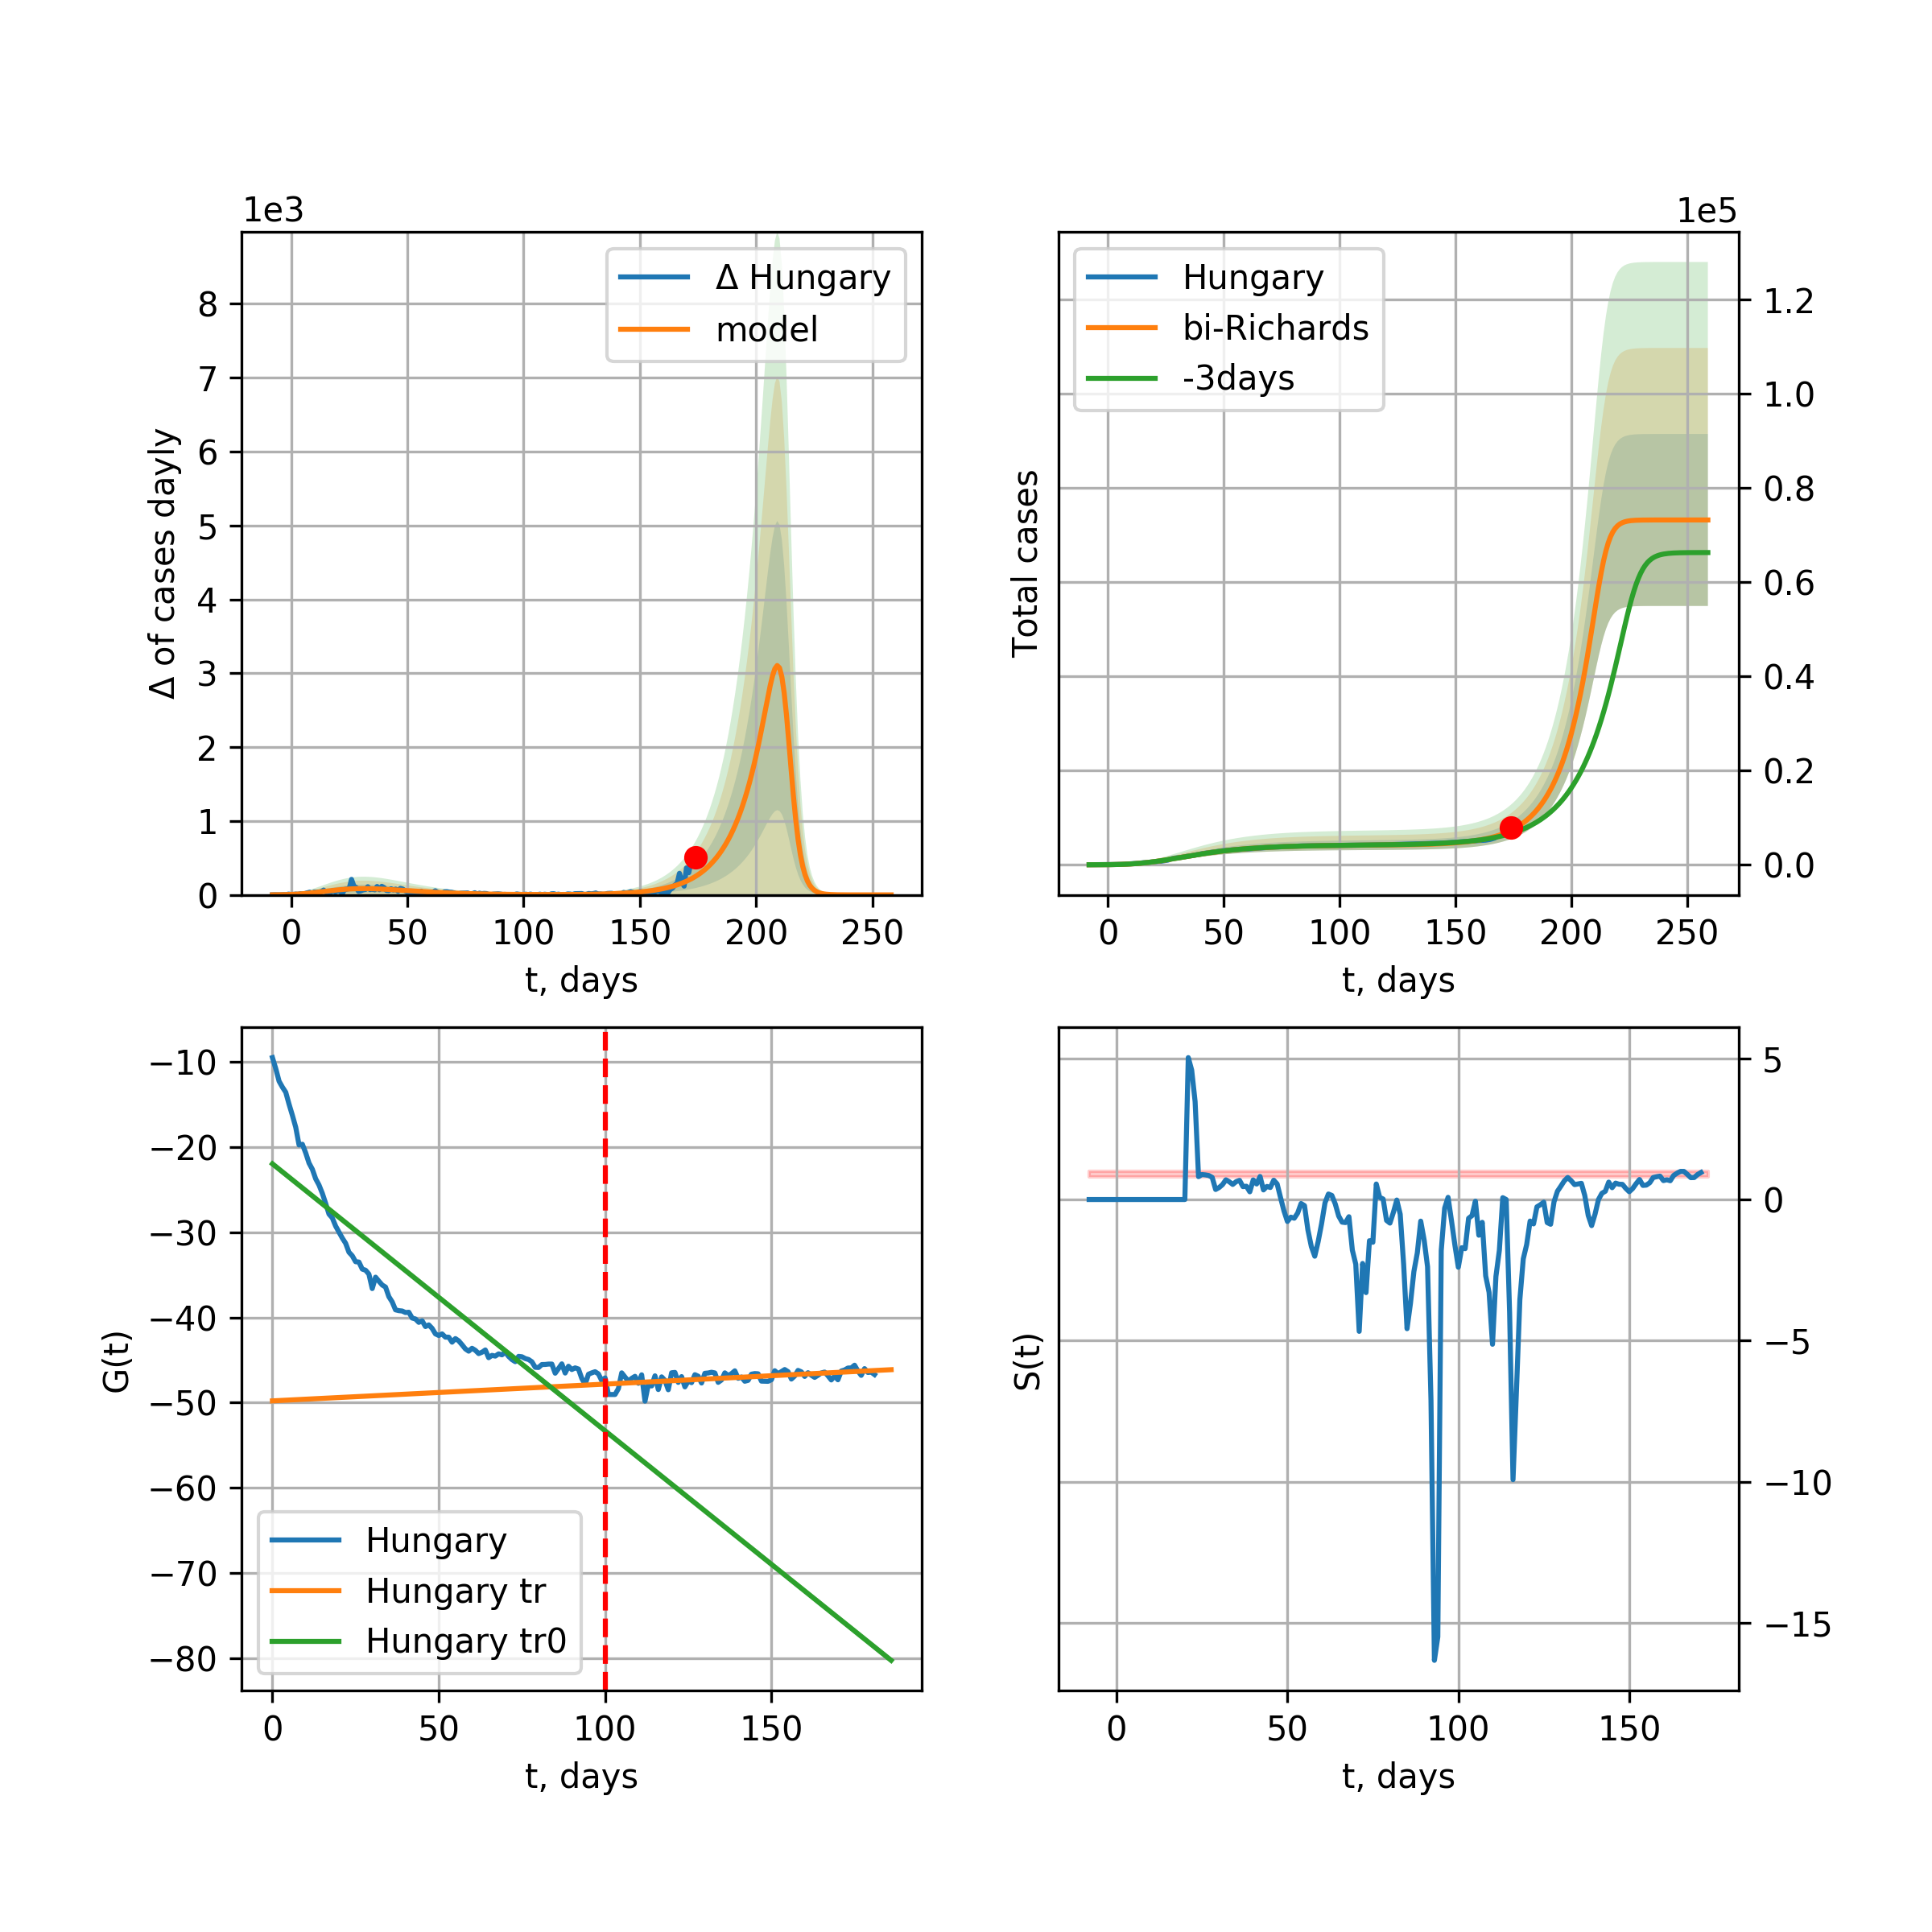 1e3
Δ of cases dayly
8
7
6
5
4
3
2
1
0
Δ Hungary
model
0 50 100 150 200 250
t, days
1e5
Total cases
Hungary
bi-Richards
-3days
1.2
1.0
0.8
0.6
0.4
0.2
0.0
0 50 100 150 200 250
t, days
G(t)
−10
−20
−30
−40
−50
−60
−70
−80
Hungary
Hungary tr
Hungary tr0
0 50 100 150
t, days
S(t)
5
0
−5
−10
−15
0 50 100 150
t, days